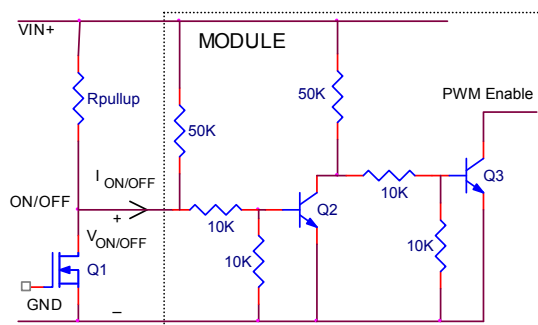 VIN+
MODULE
Rpullup
50K
50K
PWM Enable
I ON/OFF
ON/OFF
+
V ON/OFF
10K
Q2
10K
Q3
10K
10K
Q1
GND
–